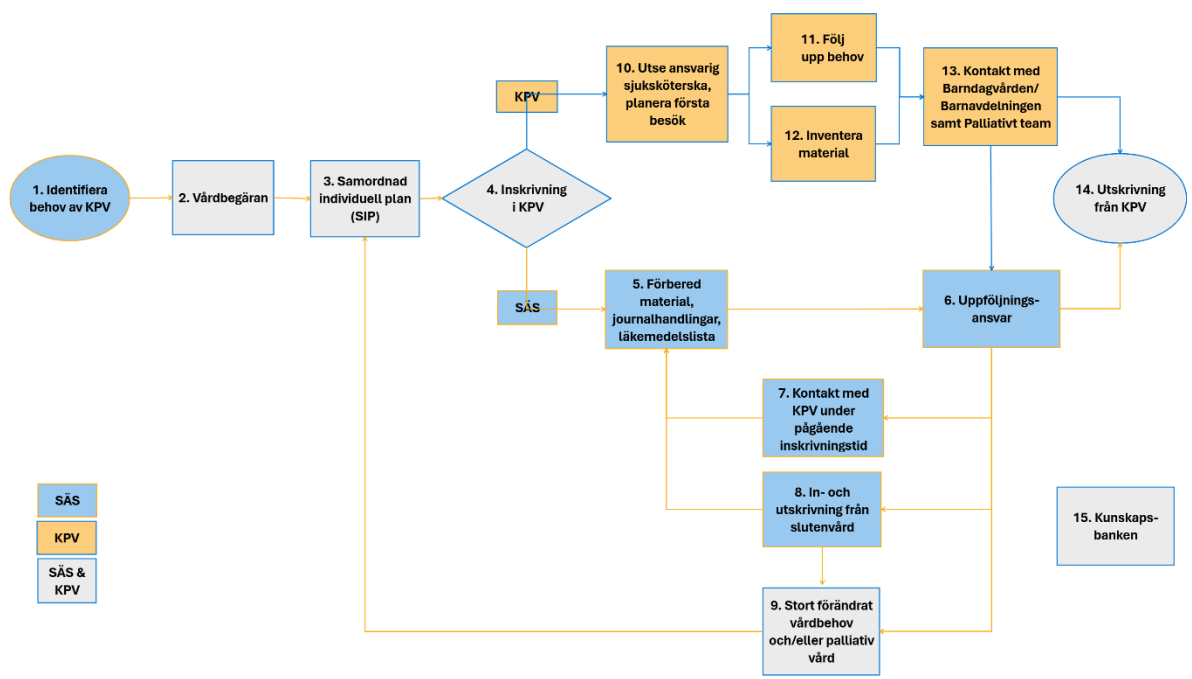 1. Identifiera
behov av KPV
2. Vårdbegäran
3. Samordnad
individuell plan
(SIP)
4. Inskrivning
i KPV
KPV
10. Utse ansvarig
sjuksköterska,
planera första
besök
11. Följ
upp behov
12. Inventera
material
13. Kontakt med
Barndagvården/
Barnavdelningen
samt Palliativt team
14. Utskrivning
från KPV
SÄS
5. Förbered
material,
journalhandlingar,
läkemedelslista
6. Uppföljnings-
ansvar
7. Kontakt med
KPV under
pågående
inskrivningstid
8. In- och
utskrivning från
slutenvård
9. Stort förändrat
vårdbehov
och/eller palliativ
vård
15. Kunskaps-
banken
SÄS
KPV
SÄS &
KPV